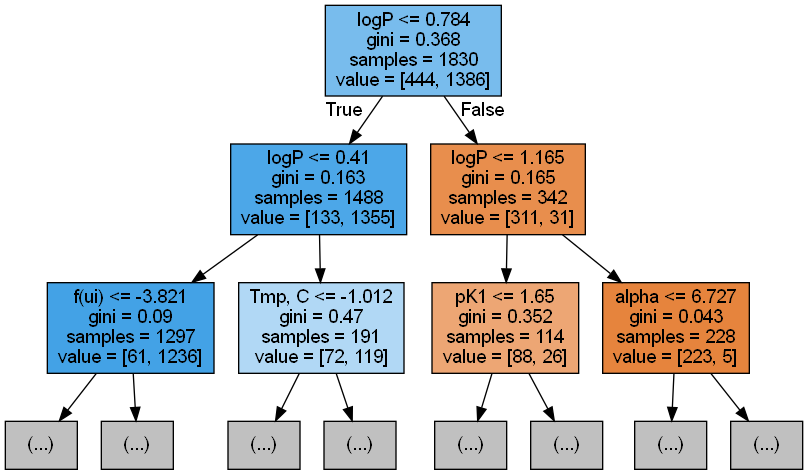 logP <= 0.784
gini = 0.368
samples = 1830
value = [444, 1386]
True
False
logP <= 0.41
gini = 0.163
samples = 1488
value = [133, 1355]
logP <= 1.165
gini = 0.165
samples = 342
value = [311, 31]
f(ui) <= -3.821
gini = 0.09
samples = 1297
value = [61, 1236]
Tmp, C <= -1.012
gini = 0.47
samples = 191
value = [72, 119]
pK1 <= 1.65
gini = 0.352
samples = 114
value = [88, 26]
alpha <= 6.727
gini = 0.043
samples = 228
value = [223, 5]
(...)
(...)
(...)
(...)
(...)
(...)
(...)
(...)